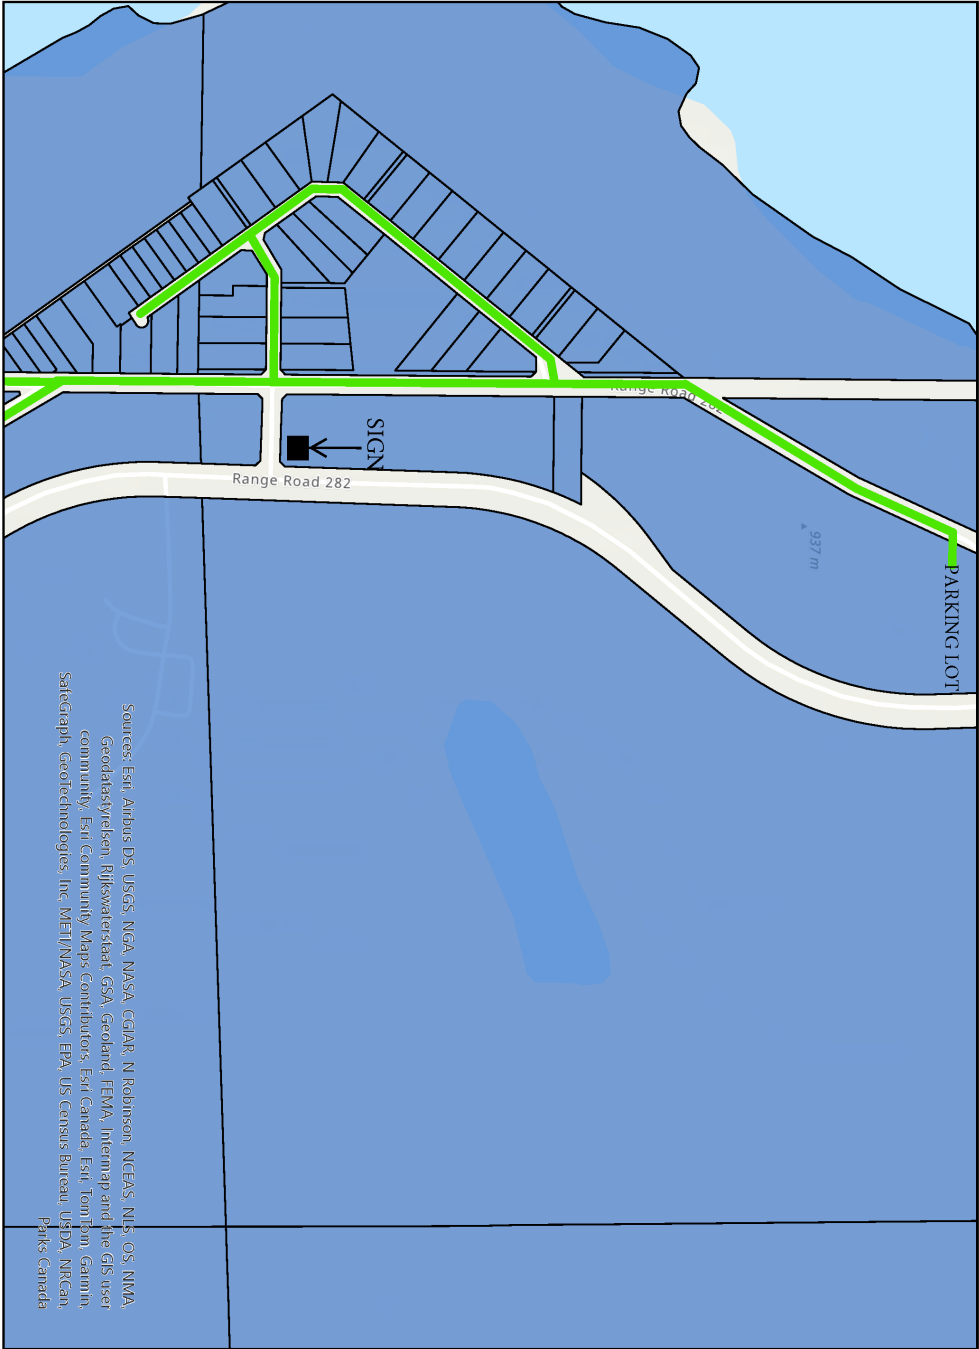 Range Road 282
SIGN
Range Road 282
937 m
PARKING LOT
Sources: Esri, Airbus DS, USGS, NGA, NASA, CGIAR, N Robinson, NCEAS, NLS, OS, NMA,
Geodatastyrelsen, Rijkswaterstaat, GSA, Geoland, FEMA, Intermap and the GIS user
community, Esri Community Maps Contributors, Esri Canada, Esri, TomTom, Garmin,
SafeGraph, GeoTechnologies, Inc, METI/NASA, USGS, EPA, US Census Bureau, USDA, NRCan,
Parks Canada